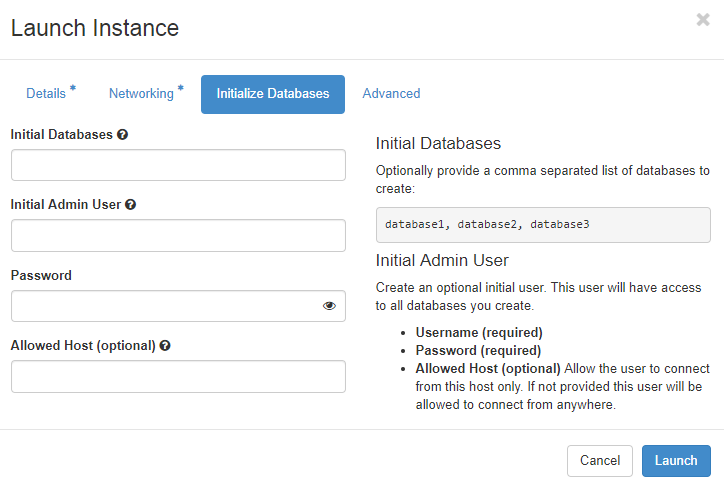 Launch Instance
Details *
Networking *
Initialize Databases
Advanced
Initial Databases
Initial Admin User
Password
Allowed Host (optional)
Initial Databases
Optionally provide a comma separated list of databases to
create:
database1, database2, database3
Initial Admin User
Create an optional initial user. This user will have access
to all databases you create.
• Username (required)
• Password (required)
• Allowed Host (optional) Allow the user to connect
from this host only. If not provided this user will be
allowed to connect from anywhere.
Cancel
Launch